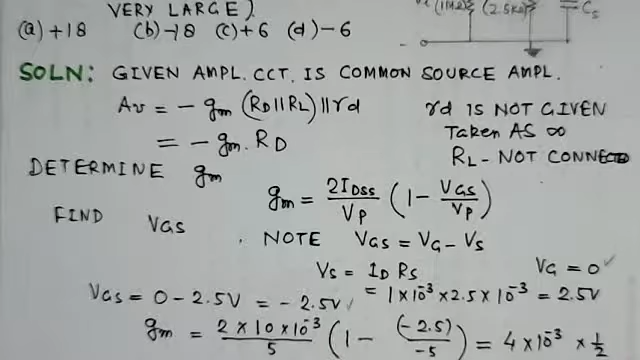 VERY LARGE).
(1MΩ) (2.5KΩ) Cs
(a) +18 (b) -18 (c) +6 (d) -6
SOLN: GIVEN AMPL. CCT. IS COMMON SOURCE AMPL.
Av = - gm (RD||RL)||rd
rd IS NOT GIVEN
= - gm. RD
Taken AS ∞
RL - NOT CONNECTED
DETERMINE gm
gm = 2IDSS/VP (1 - VGS/VP)
FIND VGS
. NOTE VGS = VG - VS
VS = ID RS VG = 0 ✓
VGS = 0 - 2.5V = - 2.5V ✓ = 1×10^-3 × 2.5 × 10^-3 = 2.5V
gm = 2 × 10 × 10^-3/5 (1 - (-2.5)/-5) = 4 × 10^-3 × 1/2